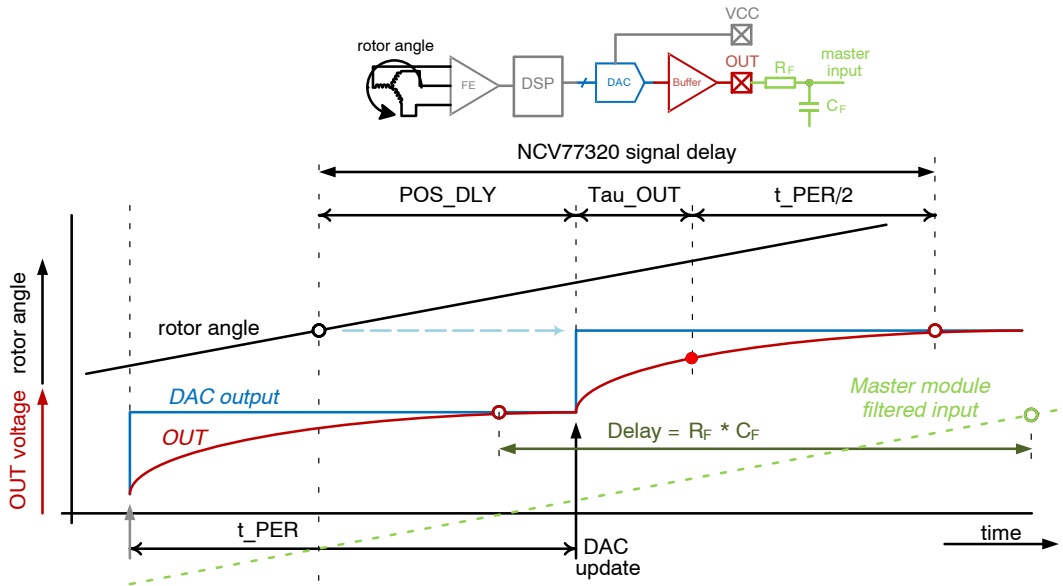 VCC
rotor angle
OUT
master
input
FE
DSP
DAC
Buffer
RF
CF
NCV77320 signal delay
POS_DLY
Tau_OUT
t_PER/2
rotor angle
rotor angle
DAC output
OUT
Master module
filtered input
OUT voltage
Delay = RF * CF
t_PER
DAC
update
time